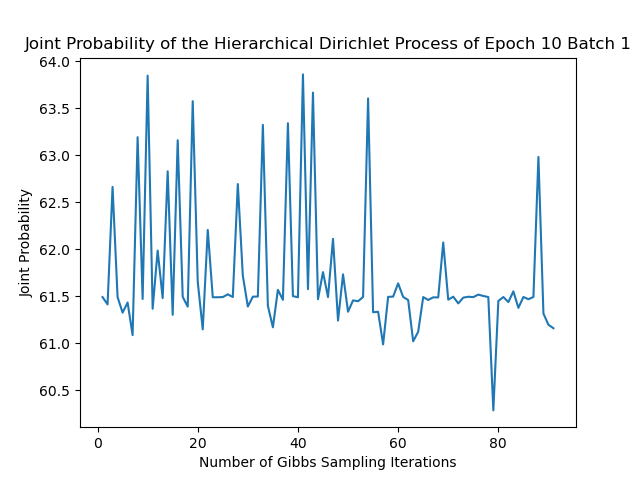 Joint Probability of the Hierarchical Dirichlet Process of Epoch 10 Batch 1
64.0
63.5
63.0
62.5
62.0
61.5
61.0
60.5
Joint Probability
0 20 40 60 80
Number of Gibbs Sampling Iterations